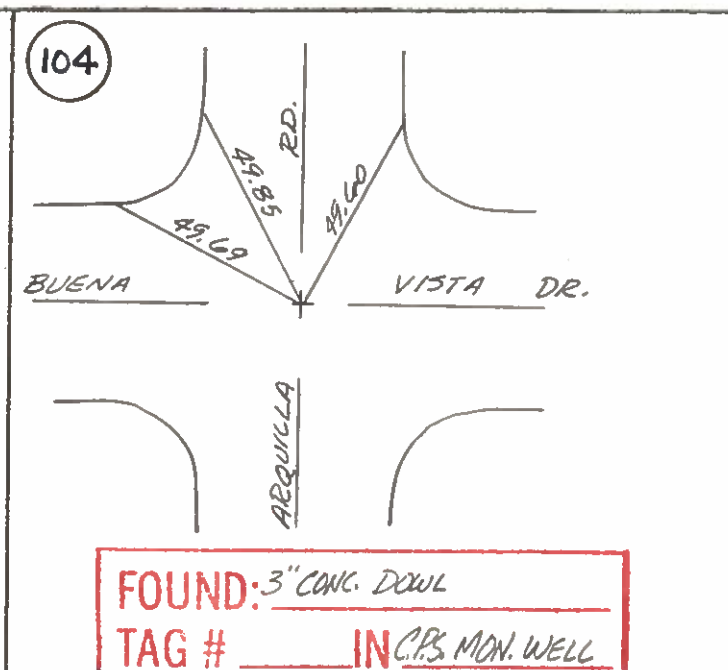 104
RD.
49.85
49.60
49.69
BUENA VISTA DR.
ARQUILLA
FOUND: 3" CONC. DOWL
TAG # IN C.P.S. MON. WELL